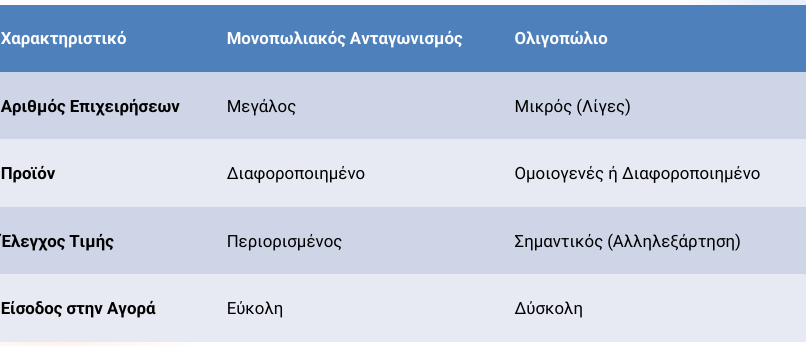 Χαρακτηριστικό Μονοπωλιακός Ανταγωνισμός Ολιγοπώλιο
Αριθμός Επιχειρήσεων Μεγάλος Μικρός (Λίγες)
Προϊόν Διαφοροποιημένο Ομοιογενές ή Διαφοροποιημένο
Έλεγχος Τιμής Περιορισμένος Σημαντικός (Αλληλεξάρτηση)
Είσοδος στην Αγορά Εύκολη Δύσκολη